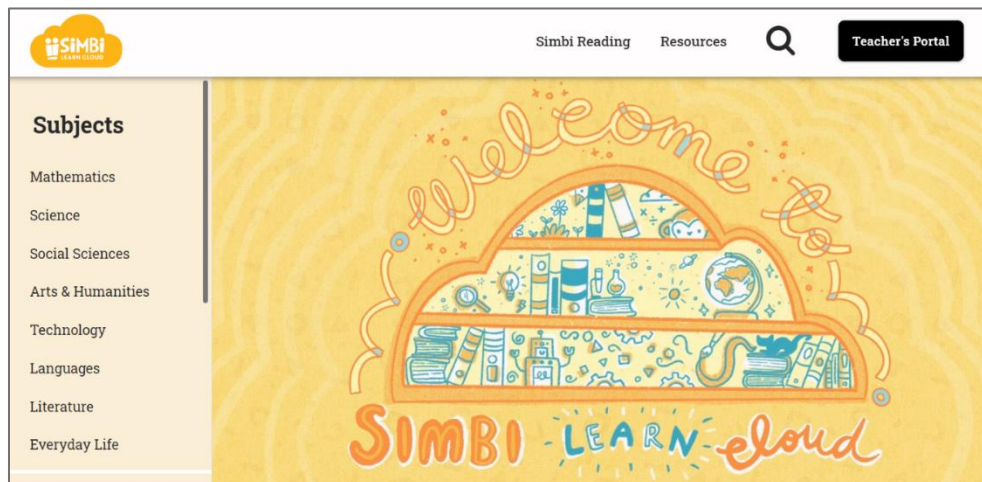 SiMBi
LEARN CLOUD
Simbi Reading
Resources
Teacher's Portal
Subjects
Mathematics
Science
Social Sciences
Arts & Humanities
Technology
Languages
Literature
Everyday Life
Welcome to
SIMBI LEARN cloud